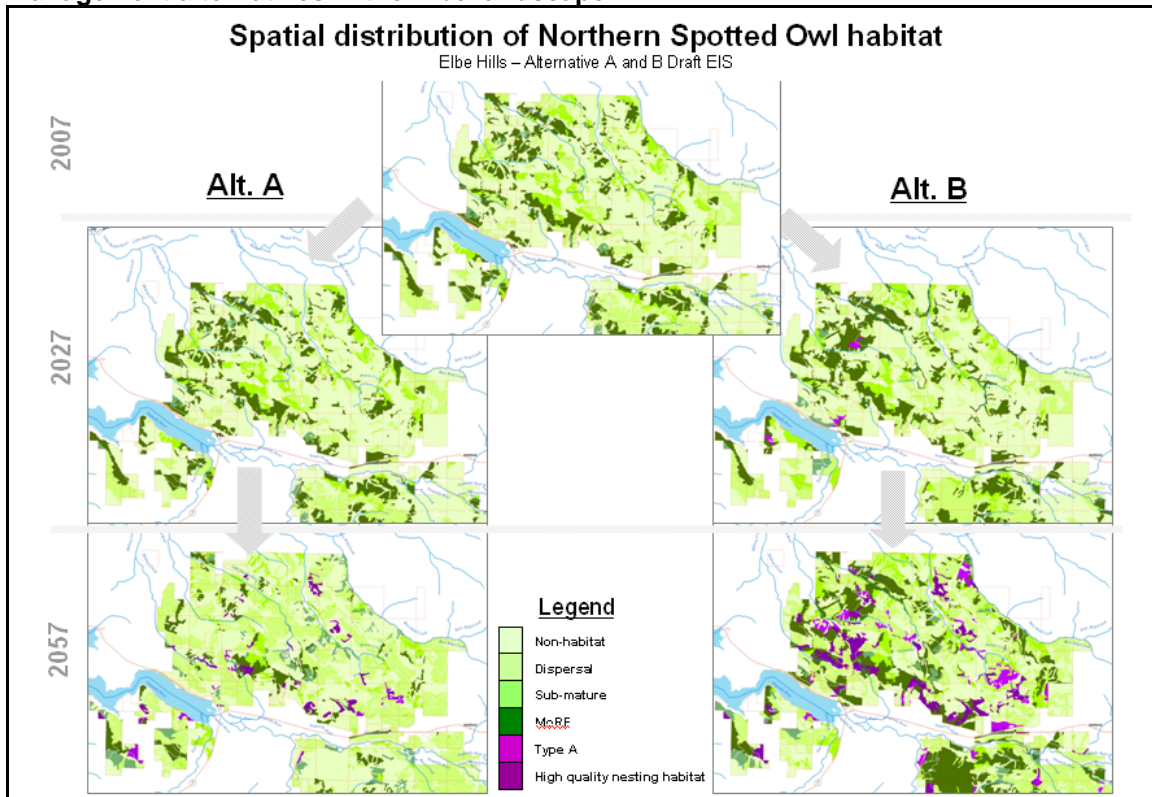 Spatial distribution of Northern Spotted Owl habitat
Elbe Hills – Alternative A and B Draft EIS
2007
Alt. A
Alt. B
2027
2057
Legend
Non-habitat
Dispersal
Sub-mature
MoRF
Type A
High quality nesting habitat